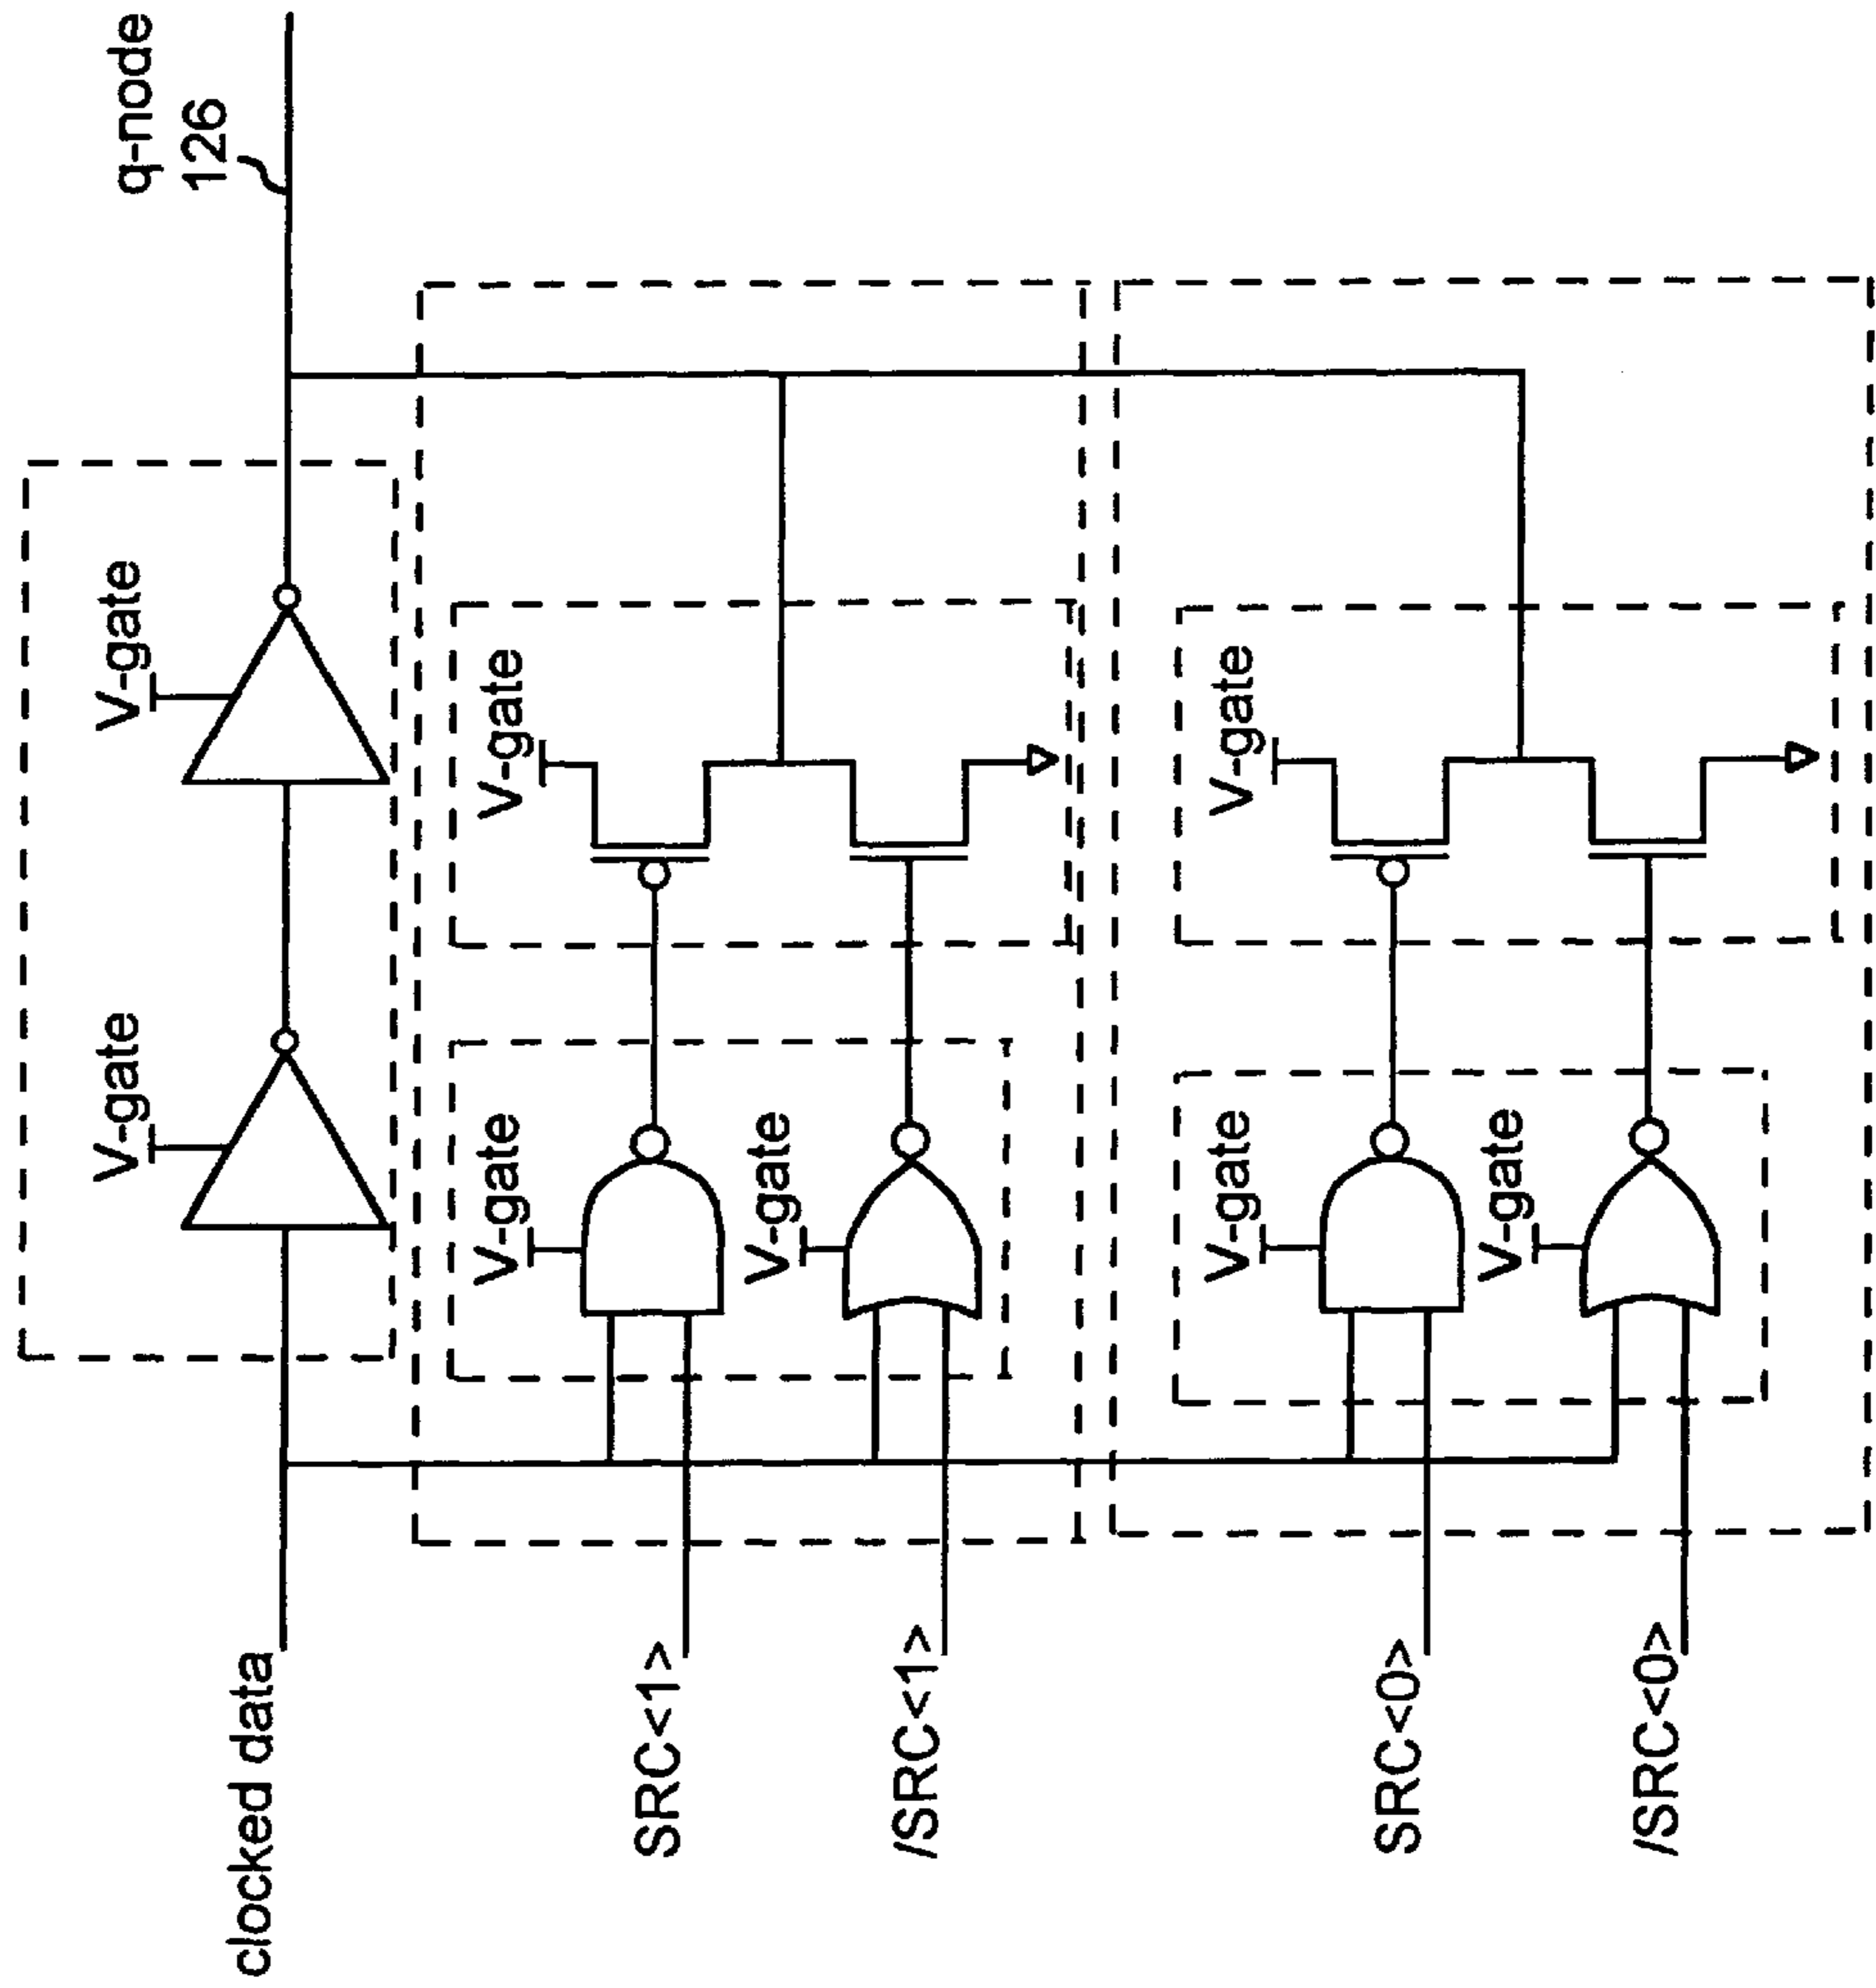 q-node
126
V-gate
V-gate
V-gate
V-gate
V-gate
V-gate
V-gate
V-gate
clocked data
SRC<1>
/SRC<1>
SRC<0>
/SRC<0>